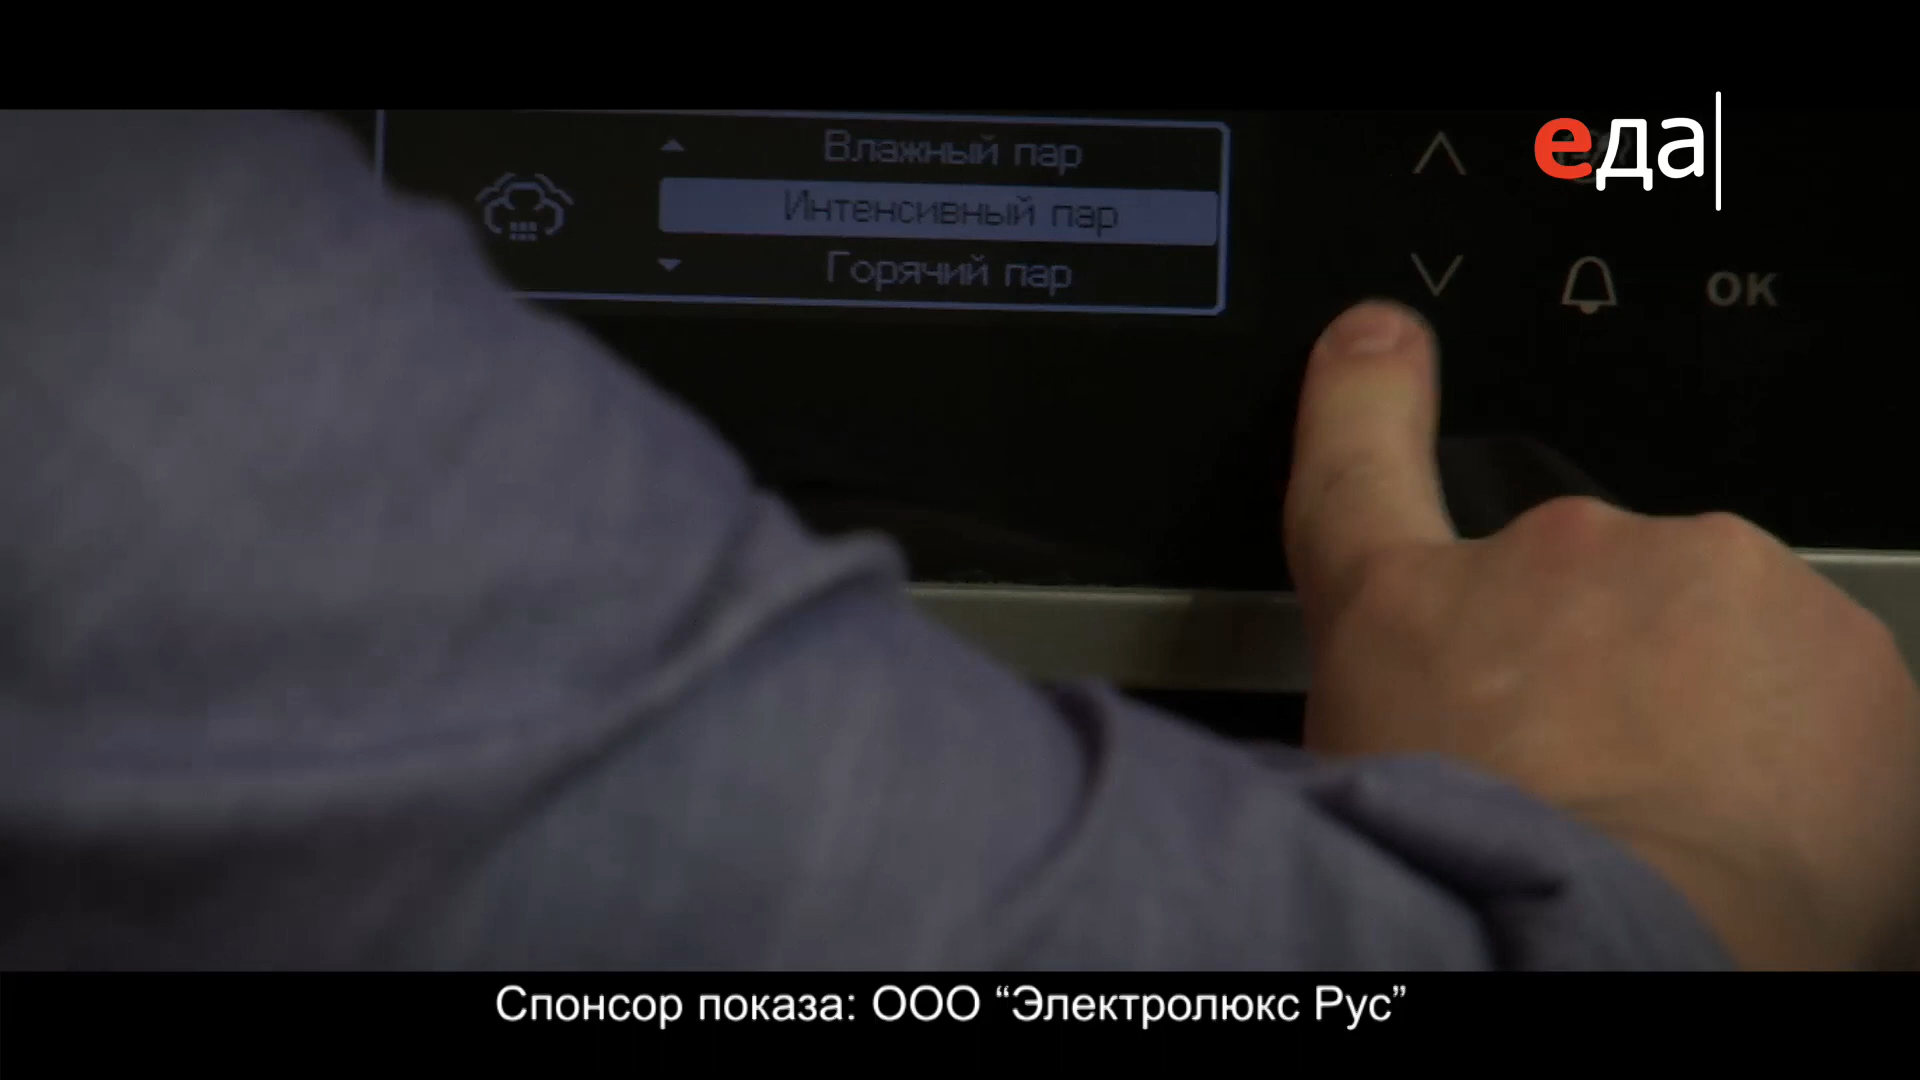 Влажный пар
еда
Интенсивный пар
Горячий пар
OK
Спонсор показа: ООО “Электролюкс Рус”